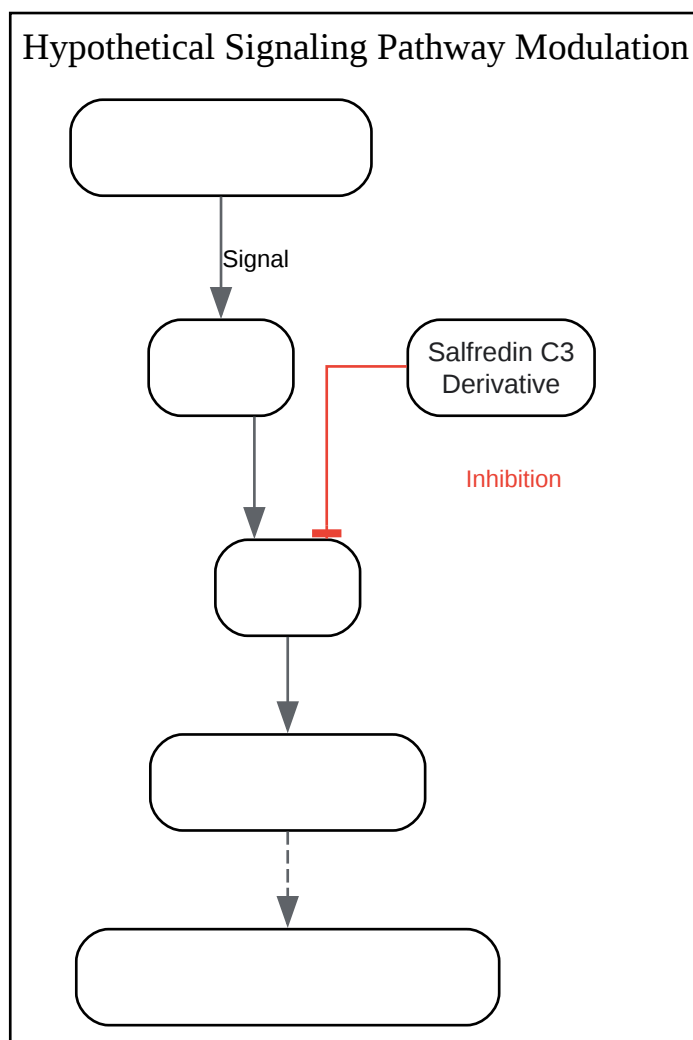 Hypothetical Signaling Pathway Modulation
Signal
Salfredin C3
Derivative
Inhibition